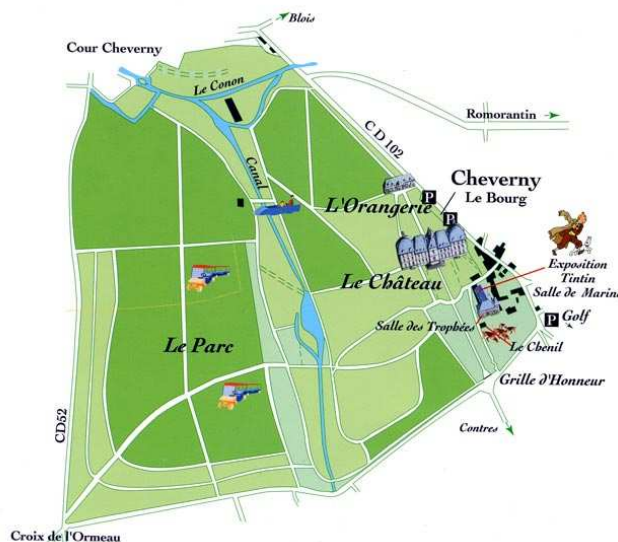 Blois
Cour Cheverny
Le Conon
Romorantin
C D 102
Canal
L'Orangerie
P
Cheverny
Le Bourg
P
Le Château
Exposition
Tintin
Salle de Marina
Salle des Trophées
P
Golf
Le Parc
Le Chenil
Grille d'Honneur
CD52
Contres
Croix de l'Ormeau